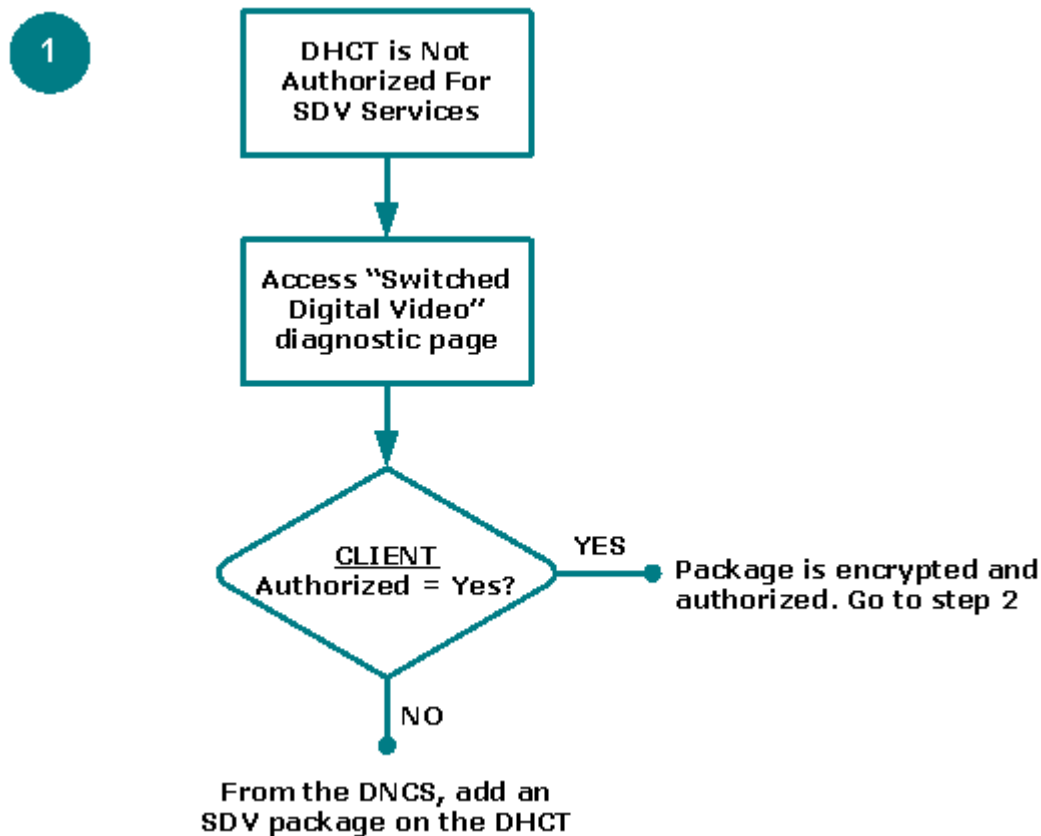 1
DHCT is Not
Authorized For
SDV Services
Access “Switched
Digital Video”
diagnostic page
CLIENT
Authorized = Yes?
YES
Package is encrypted and
authorized. Go to step 2
NO
From the DNCS, add an
SDV package on the DHCT